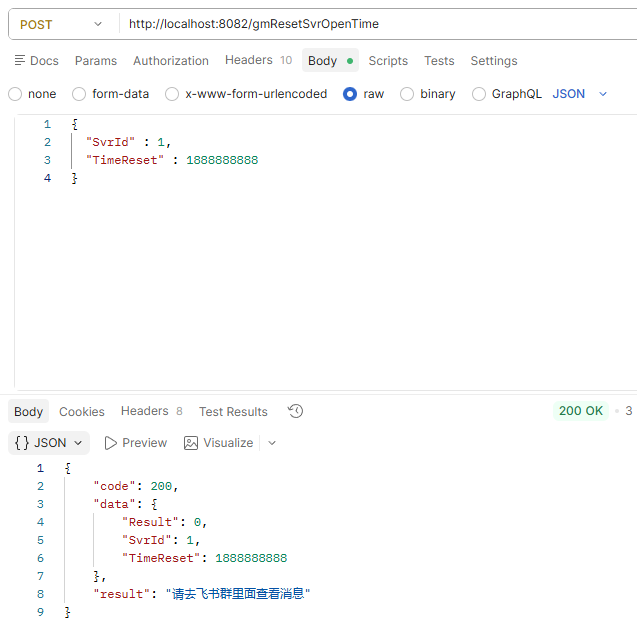 POST http://localhost:8082/gmResetSvrOpenTime
Docs Params Authorization Headers 10 Body Scripts Tests Settings
none form-data x-www-form-urlencoded raw binary GraphQL JSON
1 {
2 "SvrId" : 1,
3 "TimeReset" : 1888888888
4 }
Body Cookies Headers 8 Test Results 200 OK 3
{} JSON Preview Visualize
1 {
2 "code": 200,
3 "data": {
4 "Result": 0,
5 "SvrId": 1,
6 "TimeReset": 1888888888
7 },
8 "result": "请去飞书群里面查看消息"
9 }